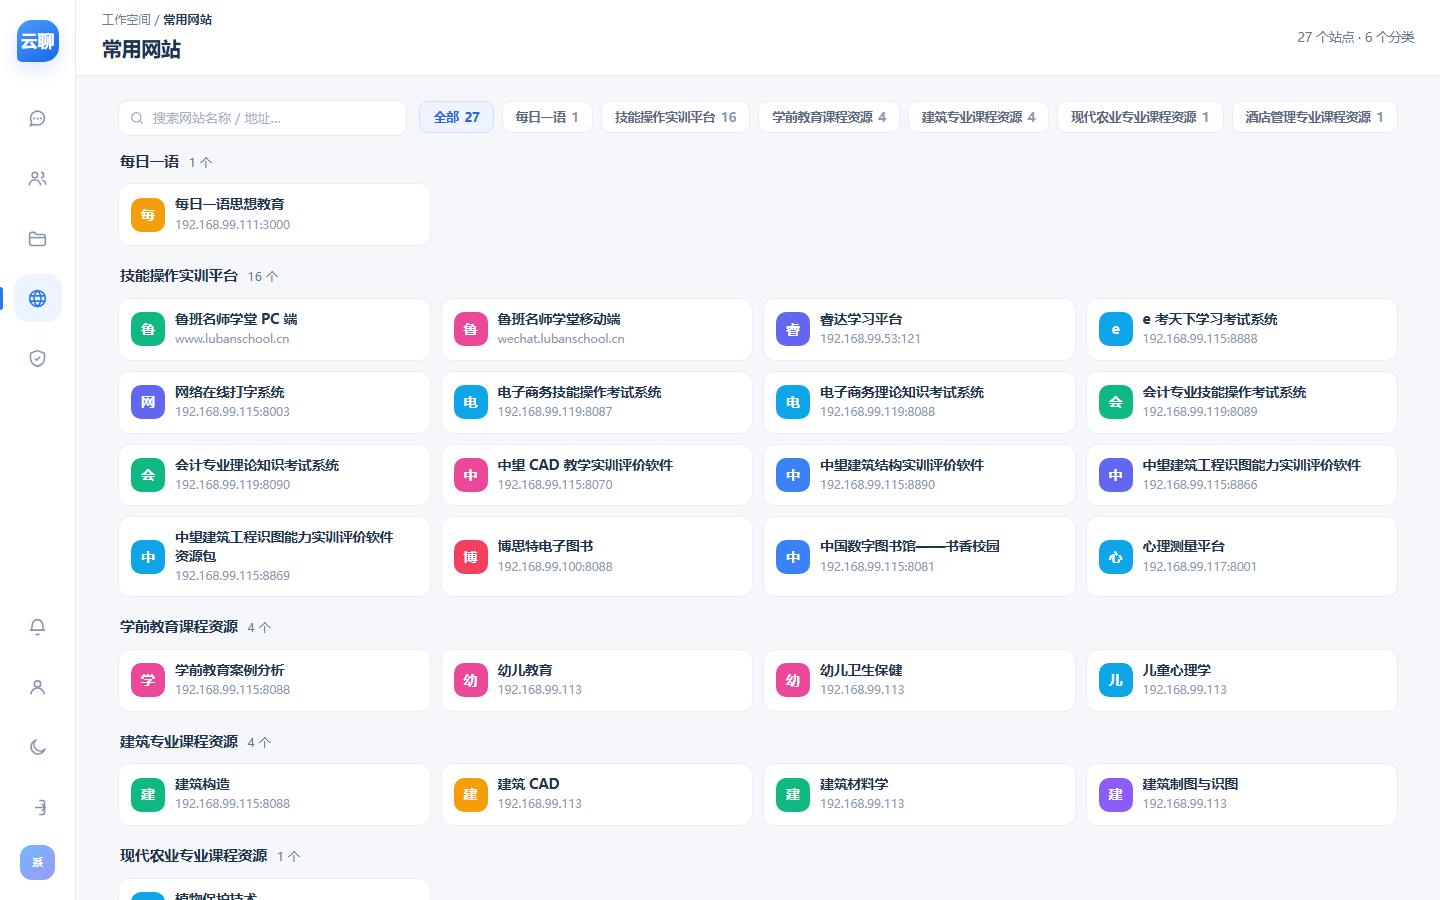 云聊
工作空间 / 常用网站
常用网站
27 个站点 · 6 个分类
搜索网站名称 / 地址...
全部 27
每日一语 1
技能操作实训平台 16
学前教育课程资源 4
建筑专业课程资源 4
现代农业专业课程资源 1
酒店管理专业课程资源 1
每日一语 1 个
每
每日一语思想教育
192.168.99.111:3000
技能操作实训平台 16 个
鲁
鲁班名师学堂 PC 端
www.lubanschool.cn
鲁
鲁班名师学堂移动端
wechat.lubanschool.cn
睿
睿达学习平台
192.168.99.53:121
e
e 考天下学习考试系统
192.168.99.115:8888
网
网络在线打字系统
192.168.99.115:8003
电
电子商务技能操作考试系统
192.168.99.119:8087
电
电子商务理论知识考试系统
192.168.99.119:8088
会
会计专业技能操作考试系统
192.168.99.119:8089
会
会计专业理论知识考试系统
192.168.99.119:8090
中
中望 CAD 教学实训评价软件
192.168.99.115:8070
中
中望建筑结构实训评价软件
192.168.99.115:8890
中
中望建筑工程识图能力实训评价软件
192.168.99.115:8866
中
中望建筑工程识图能力实训评价软件
资源包
192.168.99.115:8869
博
博思特电子图书
192.168.99.100:8088
中
中国数字图书馆——书香校园
192.168.99.115:8081
心
心理测量平台
192.168.99.117:8001
学前教育课程资源 4 个
学
学前教育案例分析
192.168.99.115:8088
幼
幼儿教育
192.168.99.113
幼
幼儿卫生保健
192.168.99.113
儿
儿童心理学
192.168.99.113
建筑专业课程资源 4 个
建
建筑构造
192.168.99.115:8088
建
建筑 CAD
192.168.99.113
建
建筑材料学
192.168.99.113
建
建筑制图与识图
192.168.99.113
现代农业专业课程资源 1 个
植物保护技术
系